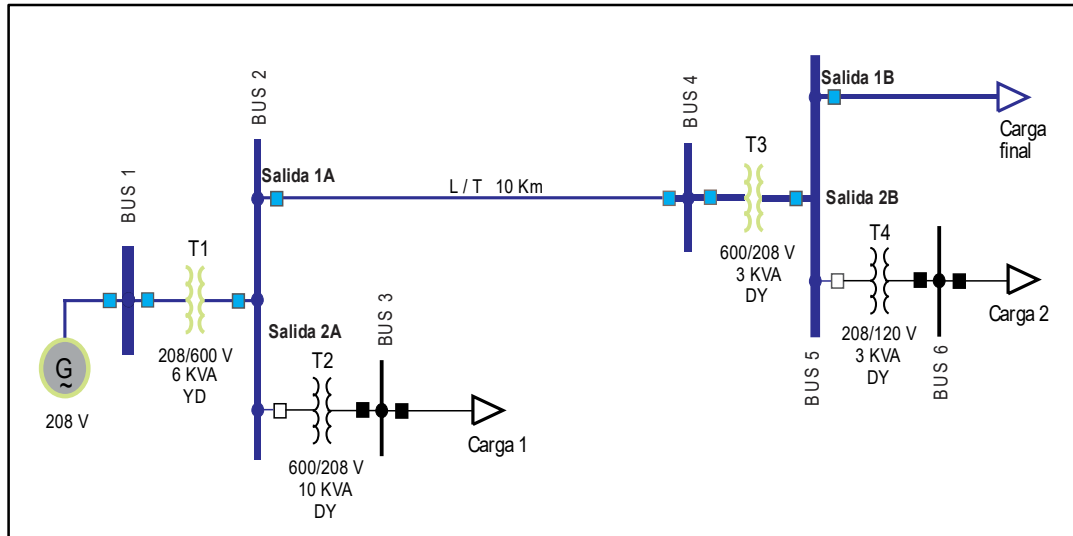 G
~
208 V
BUS 1
T1
208/600 V
6 KVA
YD
BUS 2
Salida 1A
L / T 10 Km
Salida 2A
T2
600/208 V
10 KVA
DY
BUS 3
Carga 1
BUS 4
T3
600/208 V
3 KVA
DY
Salida 1B
Carga
final
Salida 2B
T4
208/120 V
3 KVA
DY
BUS 5
BUS 6
Carga 2